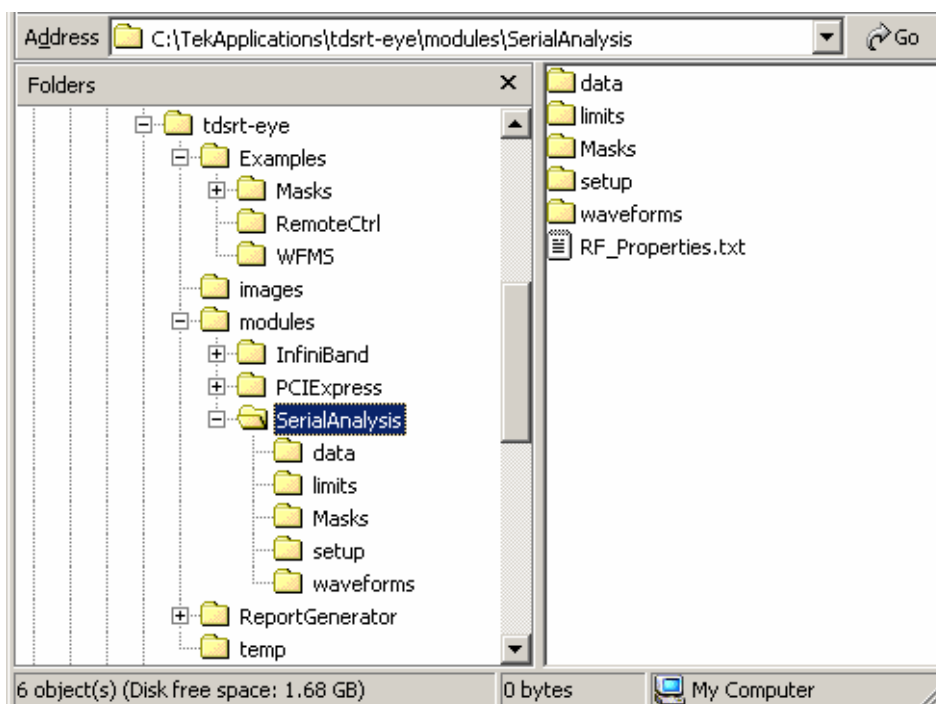 Address C:\TekApplications\tdsrt-eye\modules\SerialAnalysis Go
Folders
tdsrt-eye
Examples
Masks
RemoteCtrl
WFMS
images
modules
InfiniBand
PCIExpress
SerialAnalysis
data
limits
Masks
setup
waveforms
ReportGenerator
temp
data
limits
Masks
setup
waveforms
RF_Properties.txt
6 object(s) (Disk free space: 1.68 GB) 0 bytes My Computer